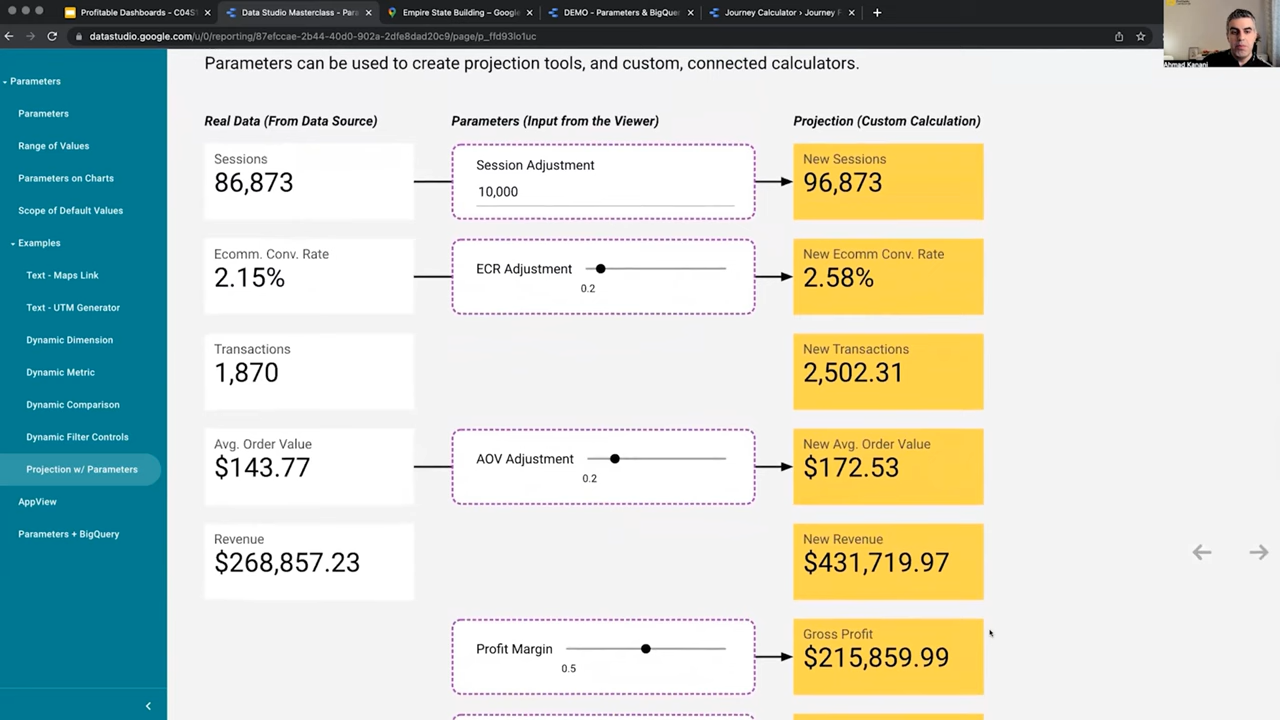 Profitable Dashboards - C04S
Data Studio Masterclass - Para
Empire State Building – Google
DEMO - Parameters & BigQue
Journey Calculator › Journey F
datastudio.google.com/u/0/reporting/87efccae-2b44-40d0-902a-2dfe8dad20c9/page/p_ffd93lo1uc
Ahmad Kanani
Parameters
Parameters
Range of Values
Parameters on Charts
Scope of Default Values
Examples
Text - Maps Link
Text - UTM Generator
Dynamic Dimension
Dynamic Metric
Dynamic Comparison
Dynamic Filter Controls
Projection w/ Parameters
AppView
Parameters + BigQuery
Parameters can be used to create projection tools, and custom, connected calculators.
Real Data (From Data Source)
Parameters (Input from the Viewer)
Projection (Custom Calculation)
Sessions
86,873
Session Adjustment
10,000
New Sessions
96,873
Ecomm. Conv. Rate
2.15%
ECR Adjustment
0.2
New Ecomm Conv. Rate
2.58%
Transactions
1,870
New Transactions
2,502.31
Avg. Order Value
$143.77
AOV Adjustment
0.2
New Avg. Order Value
$172.53
Revenue
$268,857.23
New Revenue
$431,719.97
Profit Margin
0.5
Gross Profit
$215,859.99